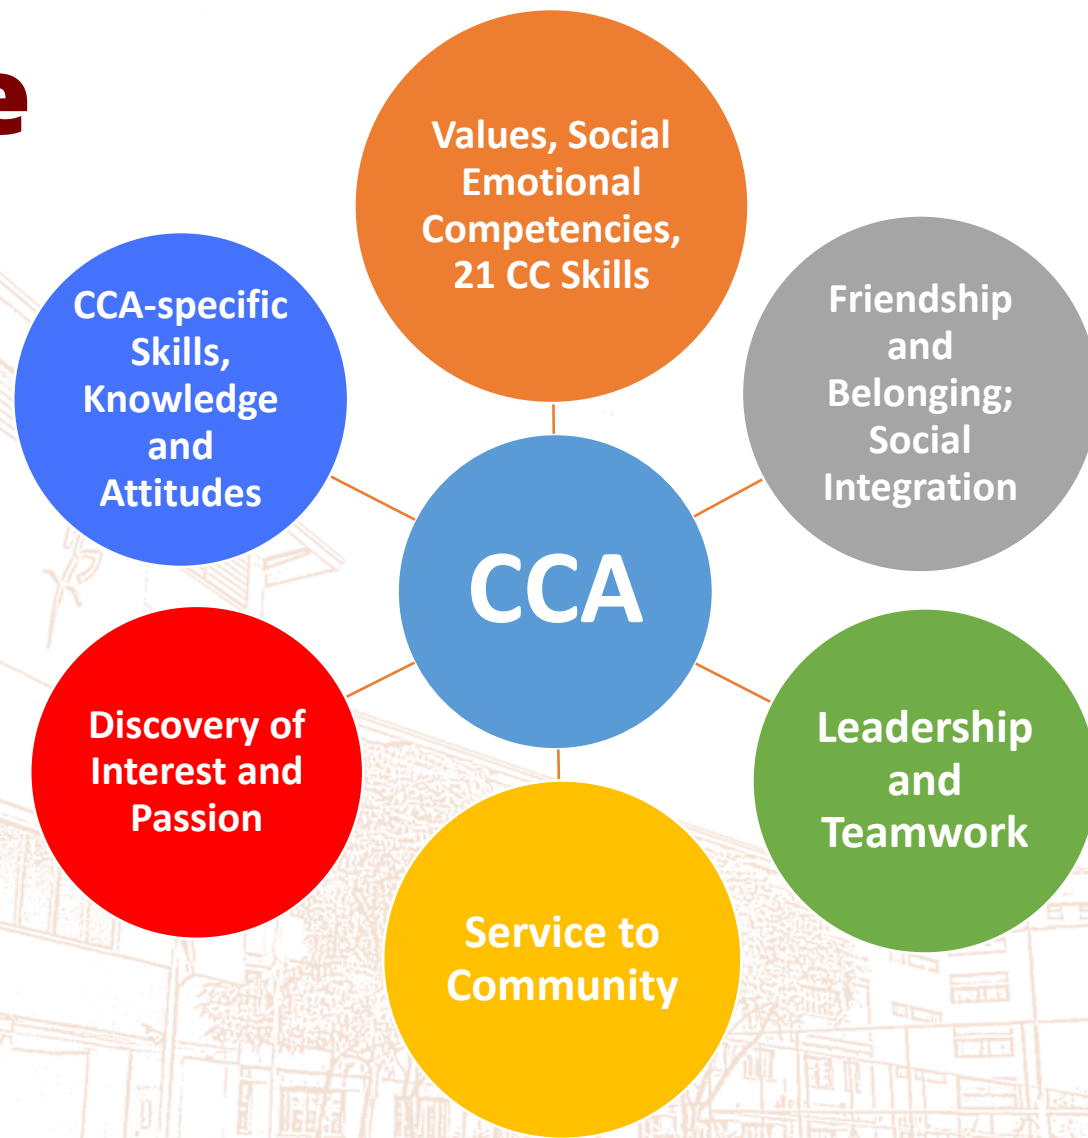 e
Values, Social
Emotional
Competencies,
21 CC Skills
CCA-specific
Skills,
Knowledge
and
Attitudes
Friendship
and
Belonging;
Social
Integration
CCA
Discovery of
Interest and
Passion
Leadership
and
Teamwork
Service to
Community